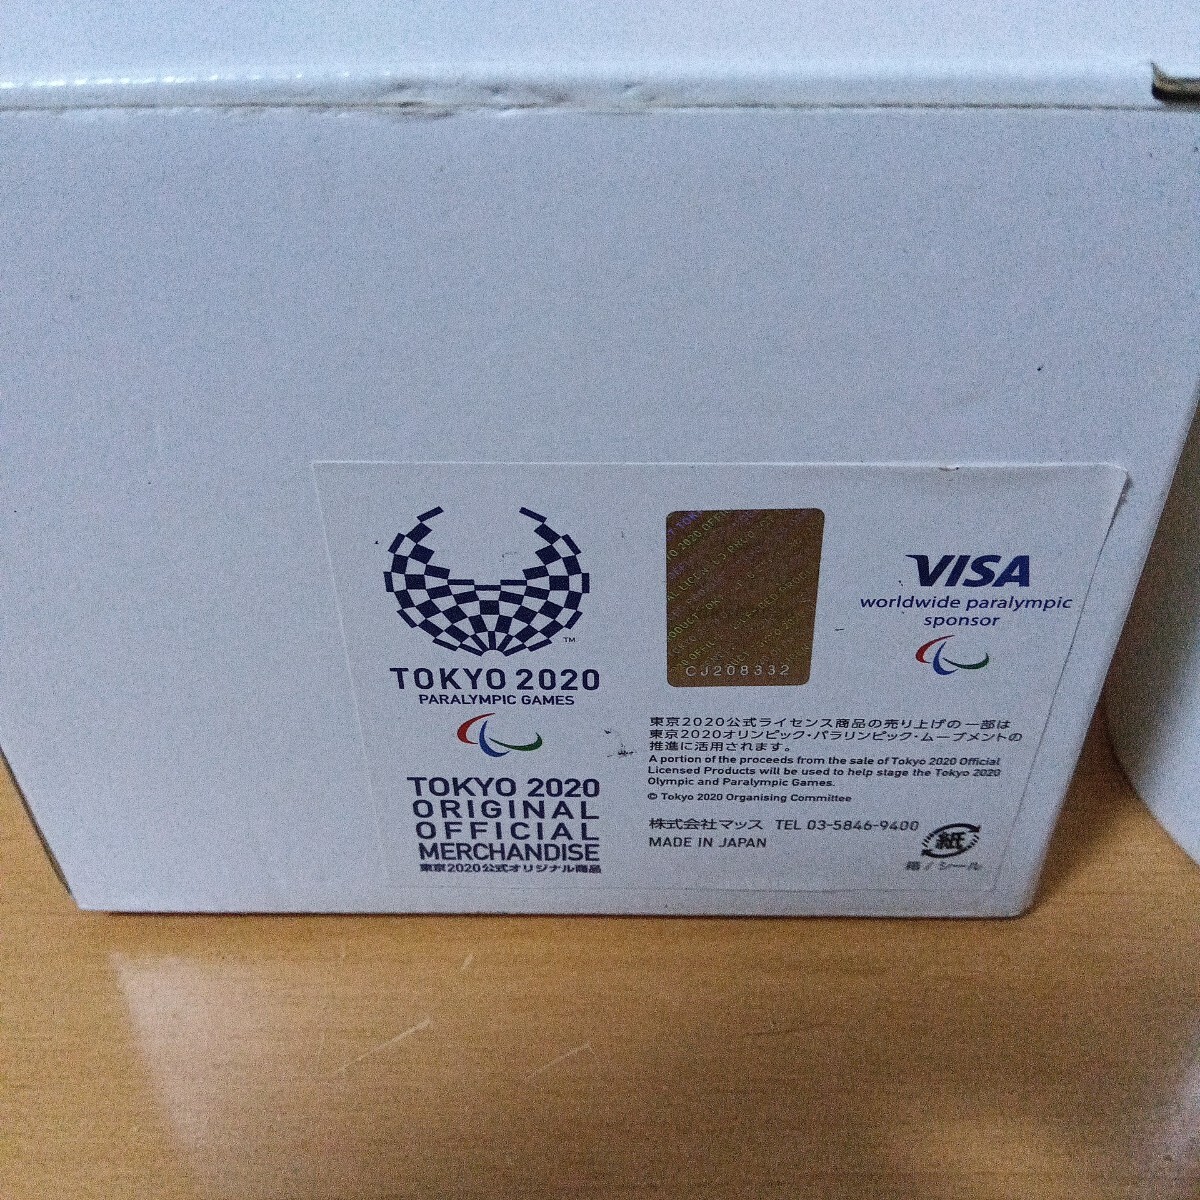 TOKYO 2020
PARALYMPIC GAMES
TOKYO 2020
ORIGINAL
OFFICIAL
MERCHANDISE
東京2020公式オリジナル商品
CJ208332
VISA
worldwide paralympic
sponsor
東京2020公式ライセンス商品の売り上げの一部は
東京2020オリンピック・パラリンピック・ムーブメントの
推進に活用されます。
A portion of the proceeds from the sale of Tokyo 2020 Official
Licensed Products will be used to help stage the Tokyo 2020
Olympic and Paralympic Games.
© Tokyo 2020 Organising Committee
株式会社マッス TEL 03-5846-9400
MADE IN JAPAN
紙
箱/シール